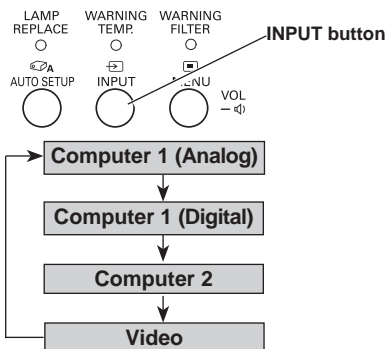 LAMP REPLACE
WARNING TEMP.
WARNING FILTER
INPUT button
A
AUTO SETUP
INPUT
MENU
VOL
Computer 1 (Analog)
Computer 1 (Digital)
Computer 2
Video